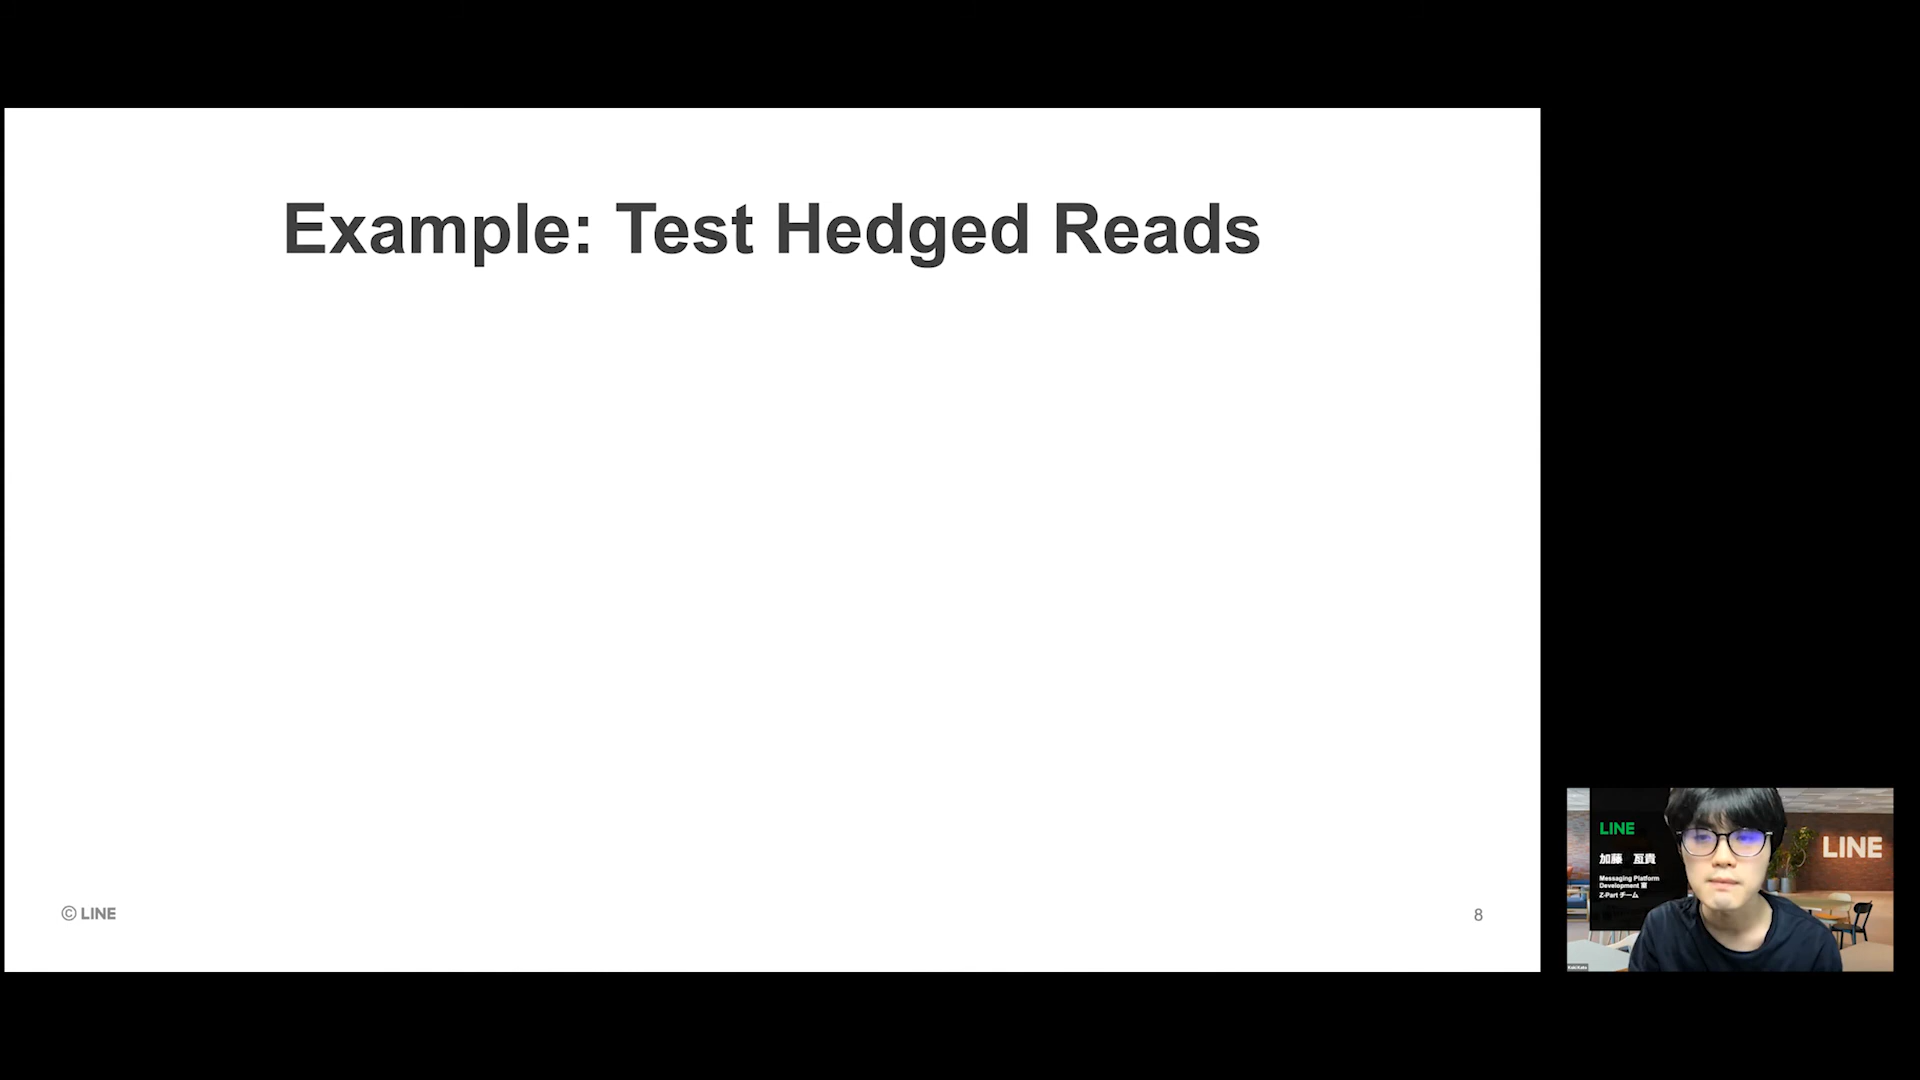 Example: Test Hedged Reads
© LINE
8
LINE
加藤 亙貴
Messaging Platform
Development 室
Z-Part チーム
LINE